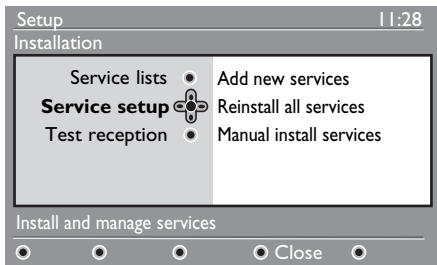 Setup 11:28
Installation
Service lists Add new services
Service setup Reinstall all services
Test reception Manual install services
Install and manage services
Close